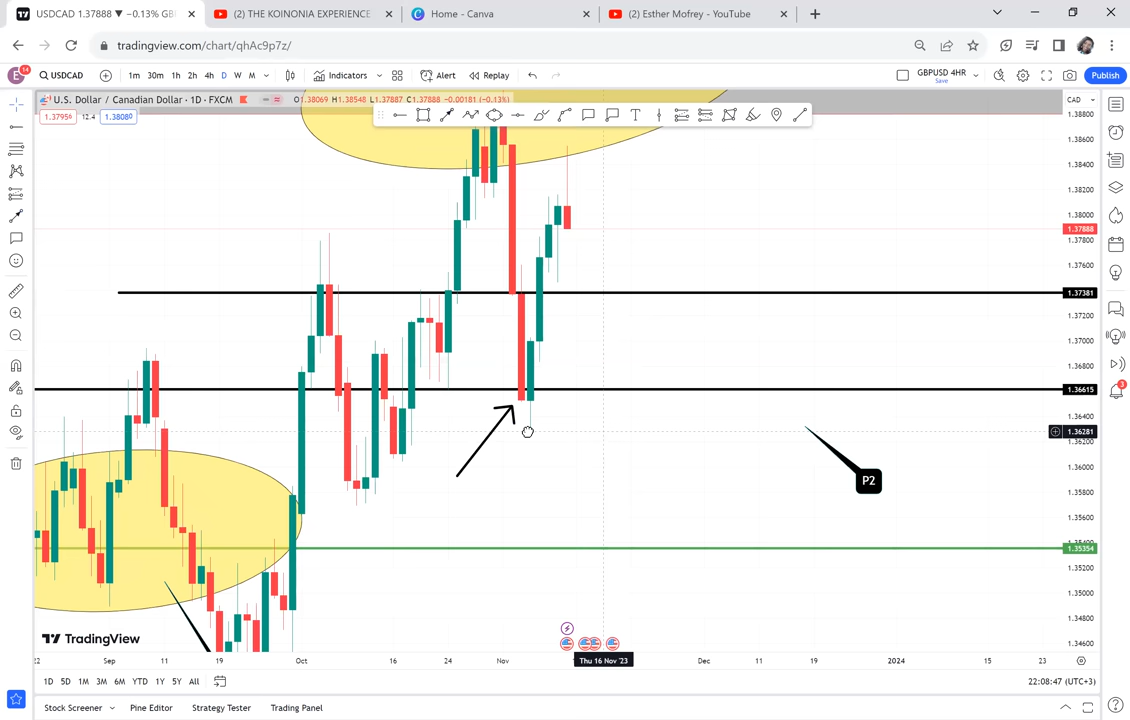 USDCAD 1.37888 ▼ −0.13% GB
(2) THE KOINONIA EXPERIENCE
Home - Canva
(2) Esther Mofrey - YouTube
tradingview.com/chart/qhAc9p7z/
E 14 USDCAD 1m 30m 1h 2h 4h D W M Indicators Alert Replay GBPUSD 4HR Save Publish
U.S. Dollar / Canadian Dollar · 1D · FXCM O1.38069 H1.38548 L1.37887 C1.37888 −0.00181 (−0.13%) CAD
1.37956 12.4 1.38080
1.38800
1.38600
1.38400
1.38200
1.38000
1.37888
1.37800
1.37600
1.37381
1.37200
1.37000
1.36800
1.36615
1.36400
1.36281
1.36200
1.36000
P2
1.35800
1.35600
1.35400
1.35354
1.35200
1.35000
1.34800
1.34600
TradingView
22 Sep 11 19 Oct 16 24 Nov Thu 16 Nov '23 Dec 11 19 2024 15 23
1D 5D 1M 3M 6M YTD 1Y 5Y All 22:08:47 (UTC+3)
Stock Screener Pine Editor Strategy Tester Trading Panel
3